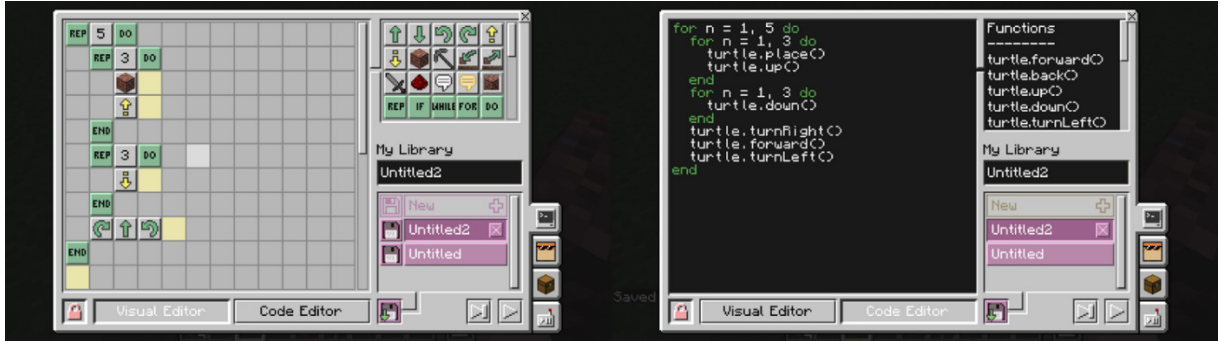 REP 5 DO
REP 3 DO
END
REP 3 DO
END
END
REP IF WHILE FOR DO
My Library
Untitled2
New
Untitled2
Untitled
Visual Editor
Code Editor
for n = 1, 5 do
for n = 1, 3 do
turtle.place()
turtle.up()
end
for n = 1, 3 do
turtle.down()
end
turtle.turnRight()
turtle.forward()
turtle.turnLeft()
end
Functions
--------
turtle.forward()
turtle.back()
turtle.up()
turtle.down()
turtle.turnLeft()
My Library
Untitled2
New
Untitled2
Untitled
Saved
Visual Editor
Code Editor